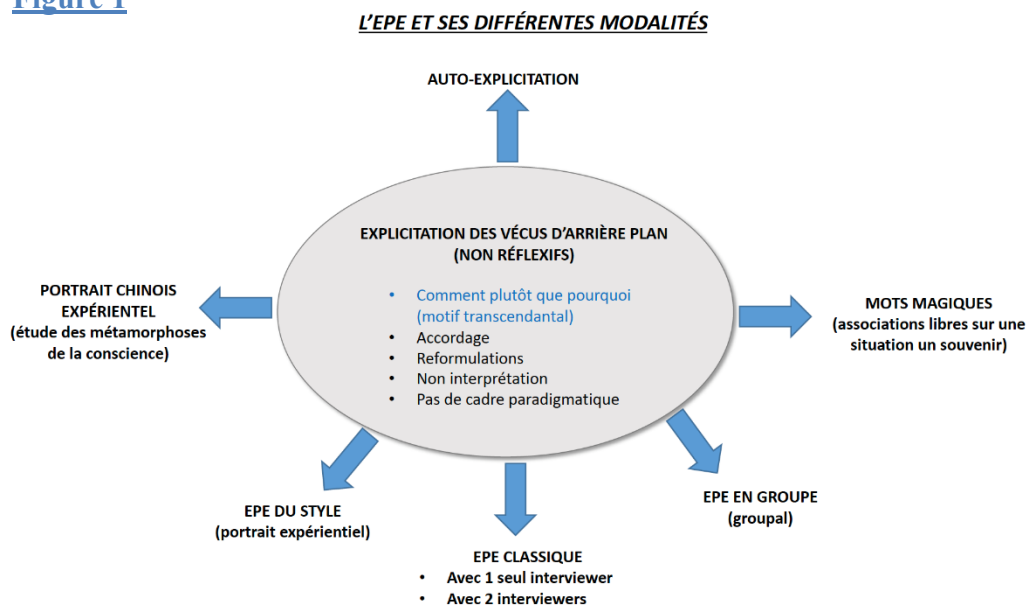 Figure 1
L'EPE ET SES DIFFÉRENTES MODALITÉS
AUTO-EXPLICITATION
EXPLICITATION DES VÉCUS D'ARRIÈRE PLAN
(NON RÉFLEXIFS)
• Comment plutôt que pourquoi
(motif transcendantal)
• Accordage
• Reformulations
• Non interprétation
• Pas de cadre paradigmatique
PORTRAIT CHINOIS
EXPÉRIENTIEL
(étude des métamorphoses
de la conscience)
MOTS MAGIQUES
(associations libres sur une
situation un souvenir)
EPE DU STYLE
(portrait expérientiel)
EPE EN GROUPE
(groupal)
EPE CLASSIQUE
• Avec 1 seul interviewer
• Avec 2 interviewers